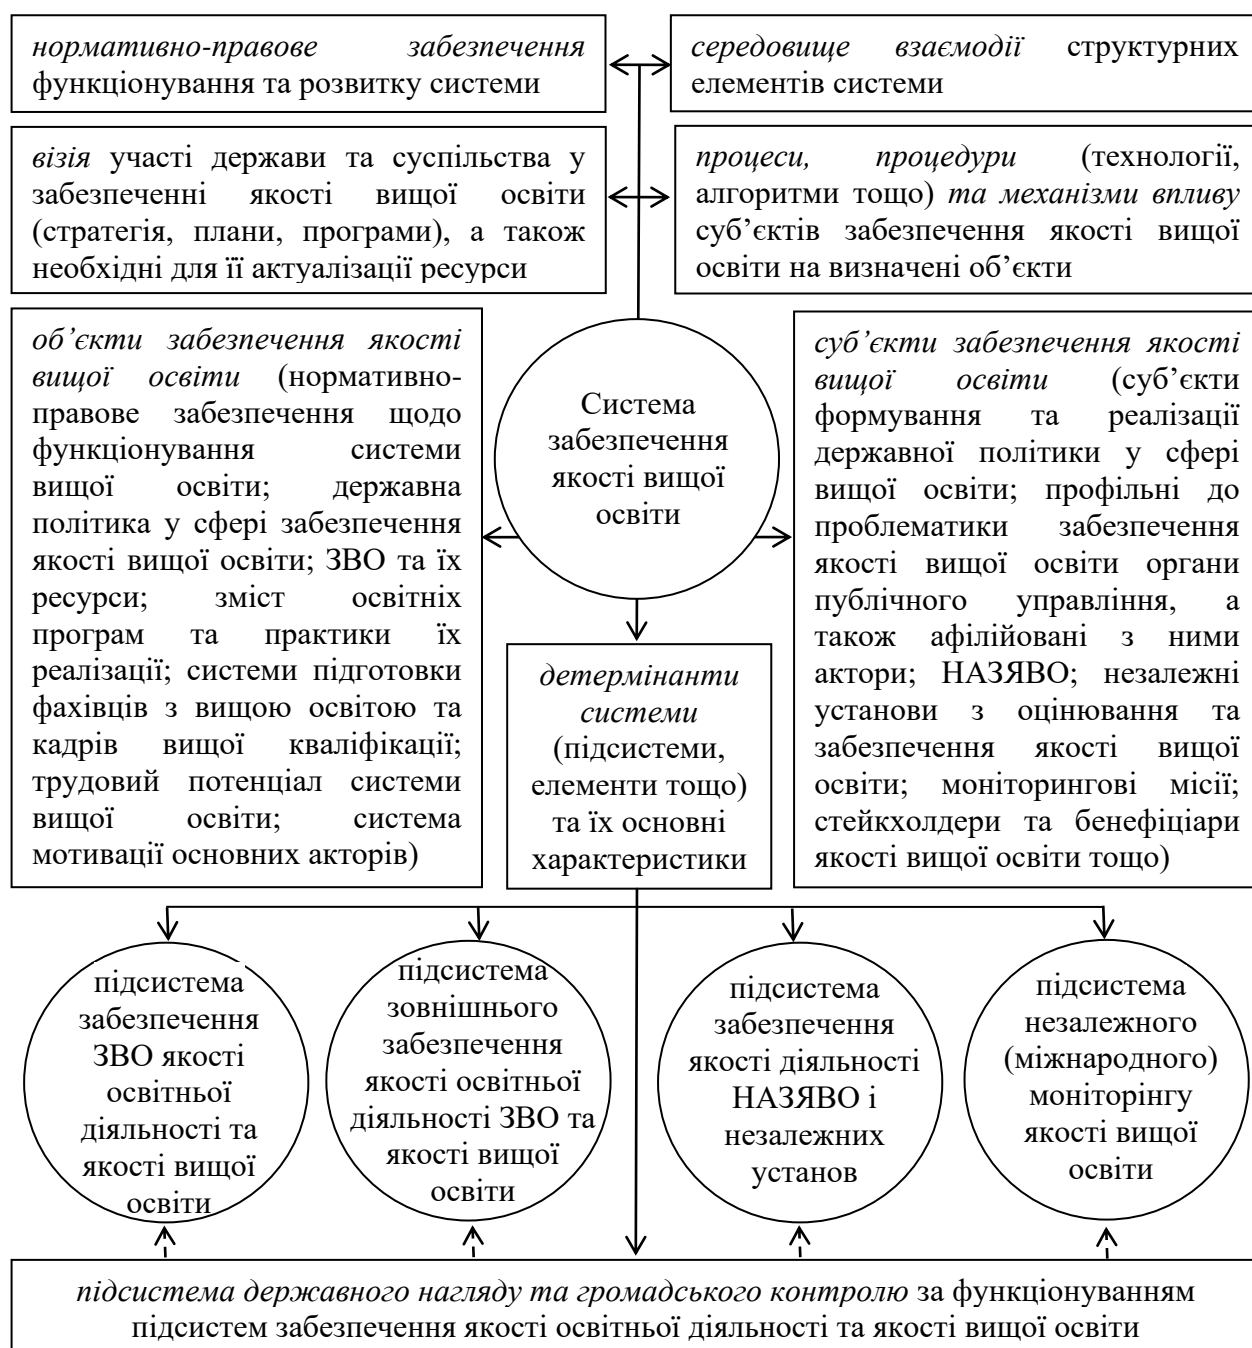 нормативно-правове забезпечення
функціонування та розвитку системи
середовище взаємодії структурних
елементів системи
візія участі держави та суспільства у
забезпеченні якості вищої освіти
(стратегія, плани, програми), а також
необхідні для її актуалізації ресурси
процеси, процедури (технології,
алгоритми тощо) та механізми впливу
суб’єктів забезпечення якості вищої
освіти на визначені об’єкти
об’єкти забезпечення якості
вищої освіти (нормативно-
правове забезпечення щодо
функціонування системи
вищої освіти; державна
політика у сфері забезпечення
якості вищої освіти; ЗВО та їх
ресурси; зміст освітніх
програм та практики їх
реалізації; системи підготовки
фахівців з вищою освітою та
кадрів вищої кваліфікації;
трудовий потенціал системи
вищої освіти; система
мотивації основних акторів)
Система
забезпечення
якості вищої
освіти
суб’єкти забезпечення якості
вищої освіти (суб’єкти
формування та реалізації
державної політики у сфері
вищої освіти; профільні до
проблематики забезпечення
якості вищої освіти органи
публічного управління, а
також афілійовані з ними
актори; НАЗЯВО; незалежні
установи з оцінювання та
забезпечення якості вищої
освіти; моніторингові місії;
стейкхолдери та бенефіціари
якості вищої освіти тощо)
детермінанти
системи
(підсистеми,
елементи тощо)
та їх основні
характеристики
підсистема
забезпечення
ЗВО якості
освітньої
діяльності та
якості вищої
освіти
підсистема
зовнішнього
забезпечення
якості освітньої
діяльності ЗВО та
якості вищої
освіти
підсистема
забезпечення
якості діяльності
НАЗЯВО і
незалежних
установ
підсистема
незалежного
(міжнародного)
моніторінгу
якості вищої
освіти
підсистема державного нагляду та громадського контролю за функціонуванням
підсистем забезпечення якості освітньої діяльності та якості вищої освіти